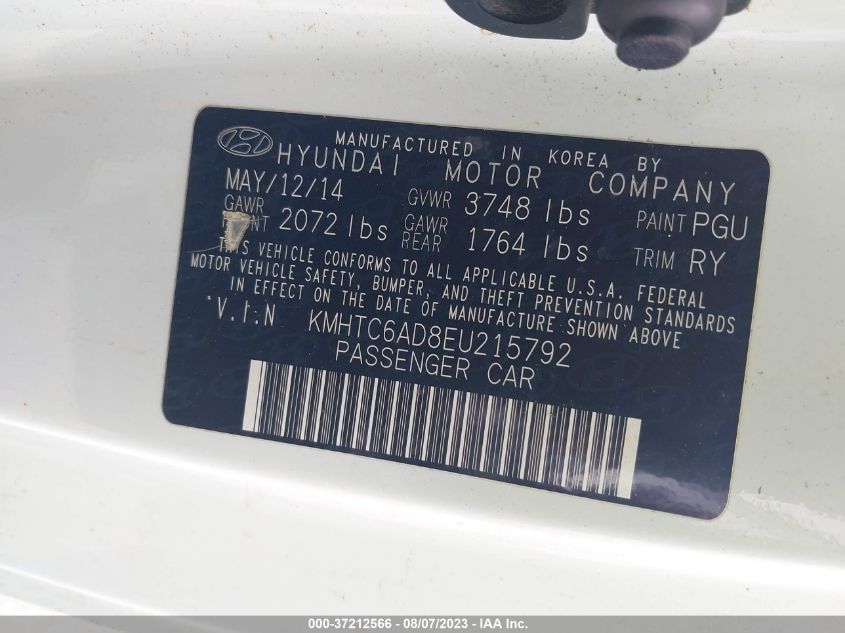 MANUFACTURED IN KOREA BY
HYUNDAI MOTOR COMPANY
MAY/12/14 GVWR 3748 lbs PAINT PGU
GAWR 2072 lbs GAWR REAR 1764 lbs TRIM RY
THIS VEHICLE CONFORMS TO ALL APPLICABLE U.S.A. FEDERAL
MOTOR VEHICLE SAFETY, BUMPER, AND THEFT PREVENTION STANDARDS
IN EFFECT ON THE DATE OF MANUFACTURE SHOWN ABOVE
V.I.N KMHTC6AD8EU215792
PASSENGER CAR
000-37212566 - 08/07/2023 - IAA Inc.